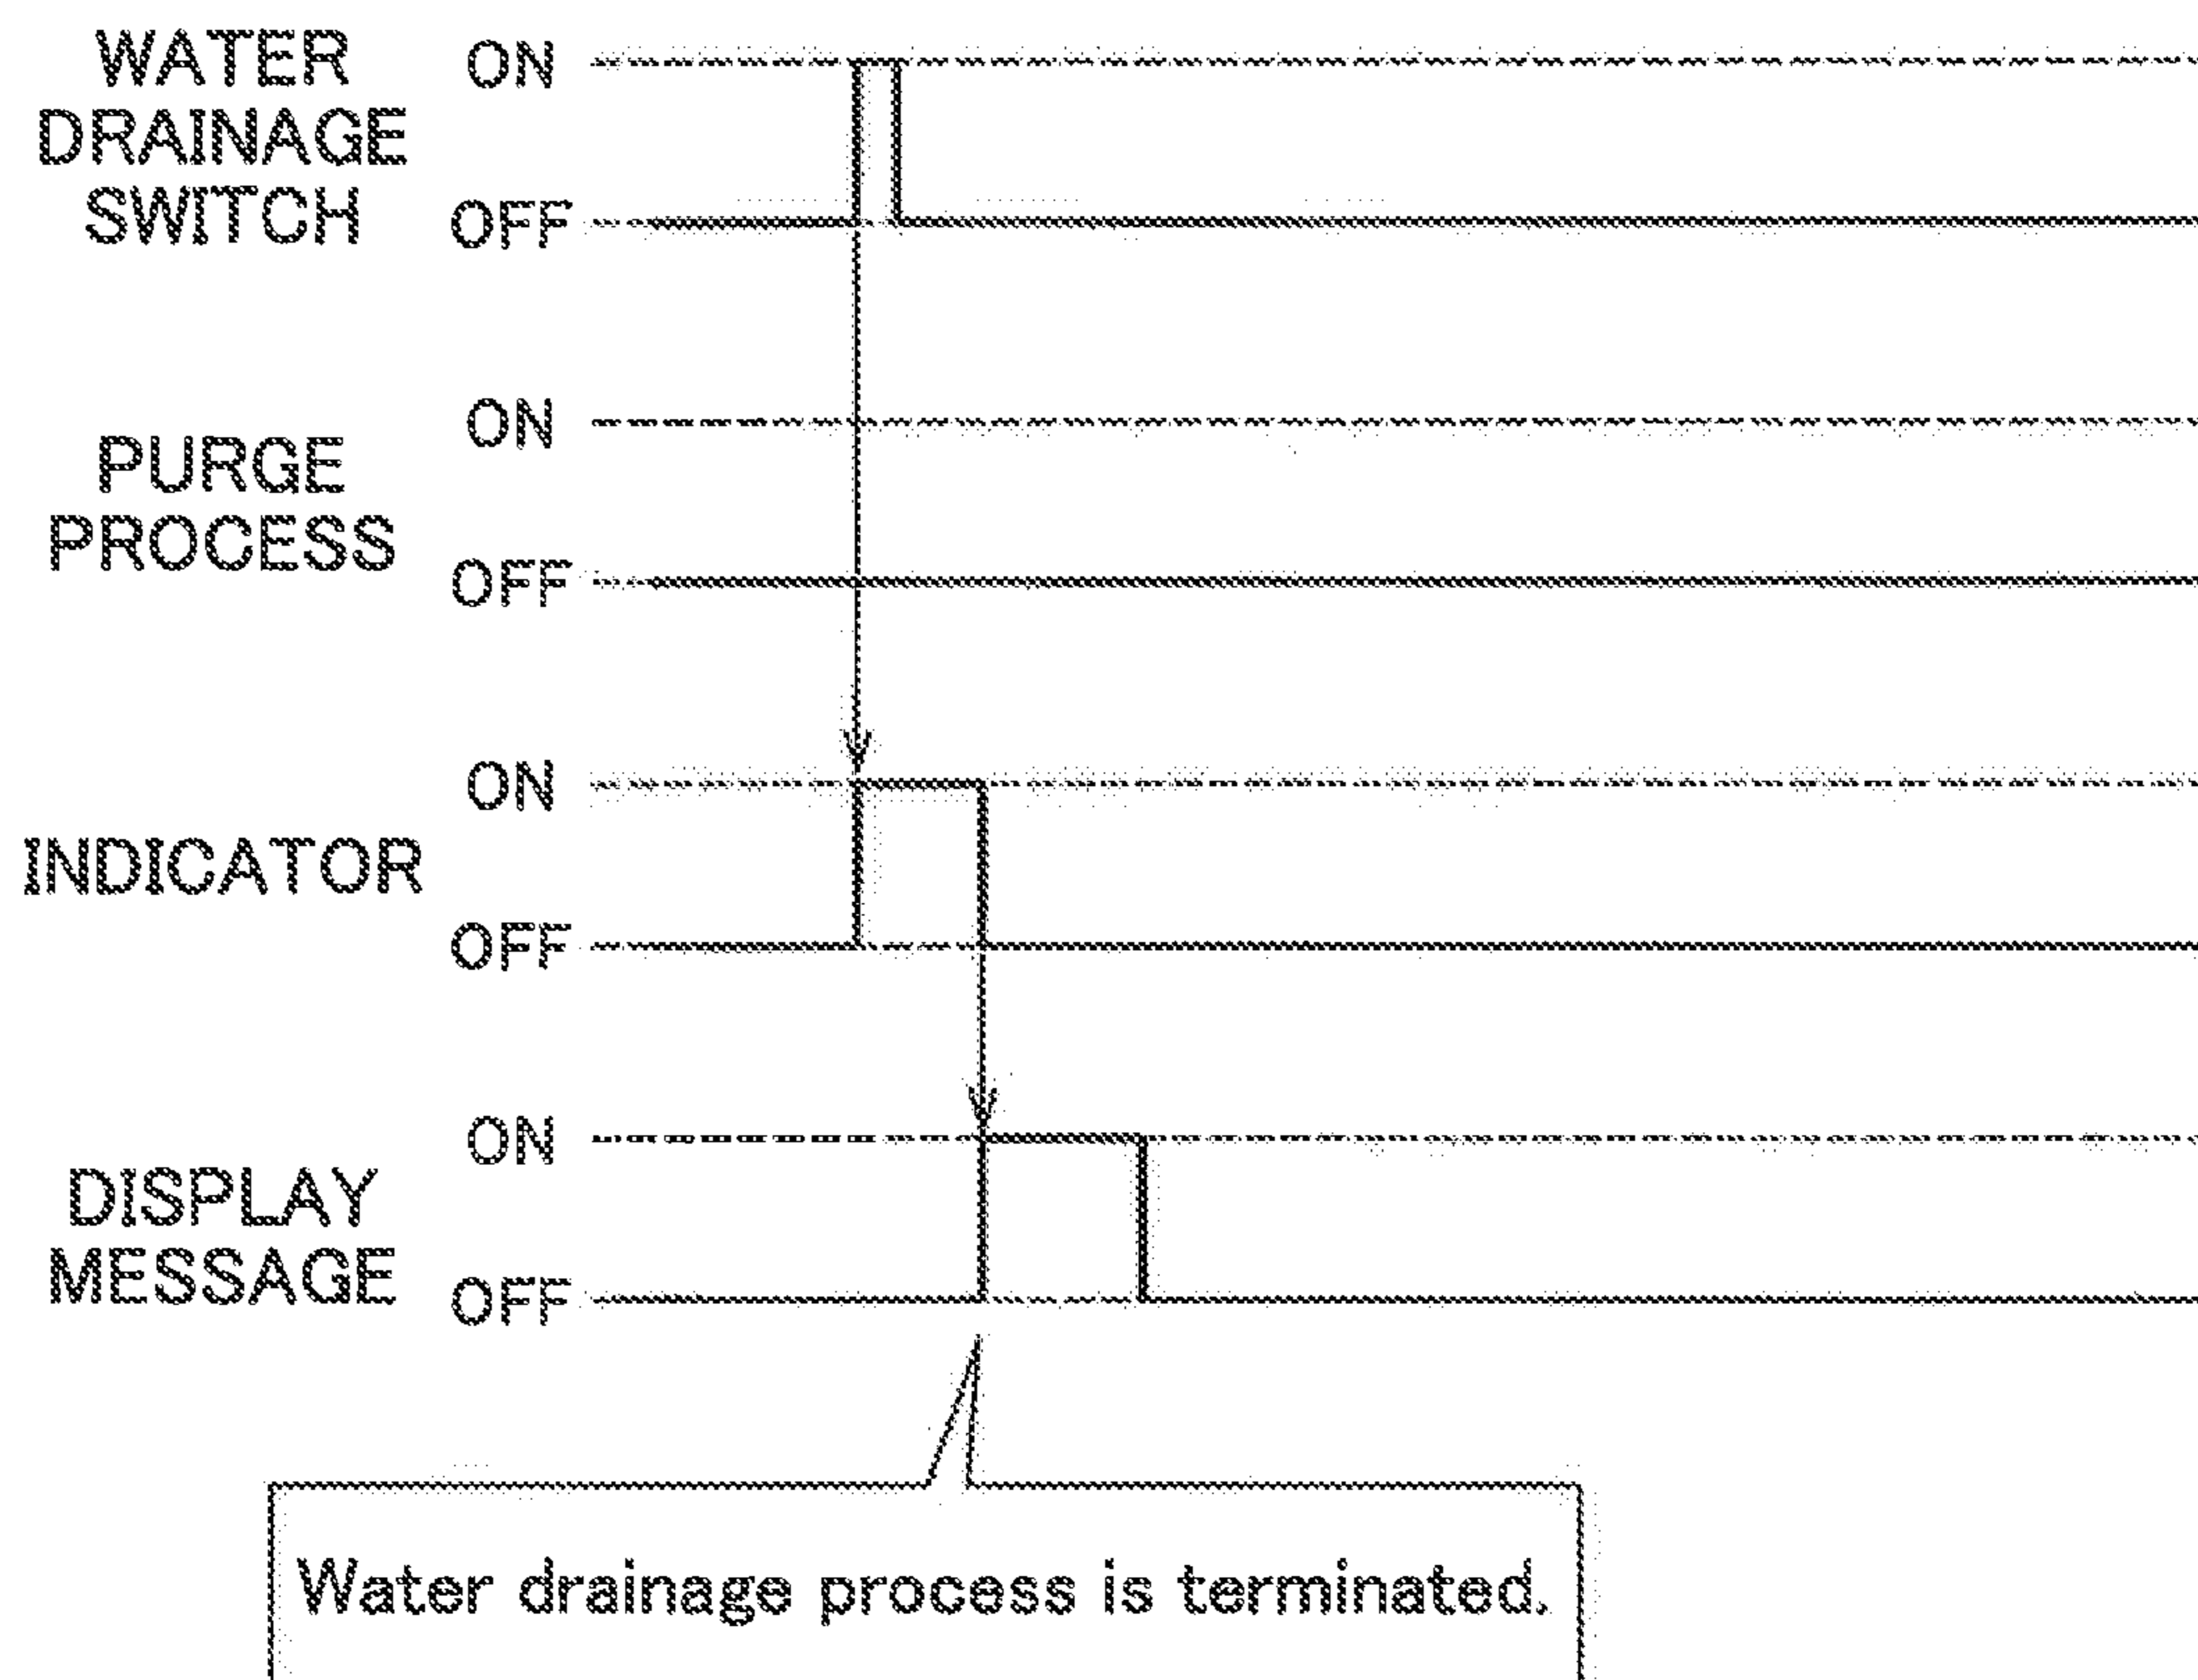 WATER
DRAINAGE
SWITCH
ON
OFF
PURGE
PROCESS
ON
OFF
INDICATOR
ON
OFF
DISPLAY
MESSAGE
ON
OFF
Water drainage process is terminated.